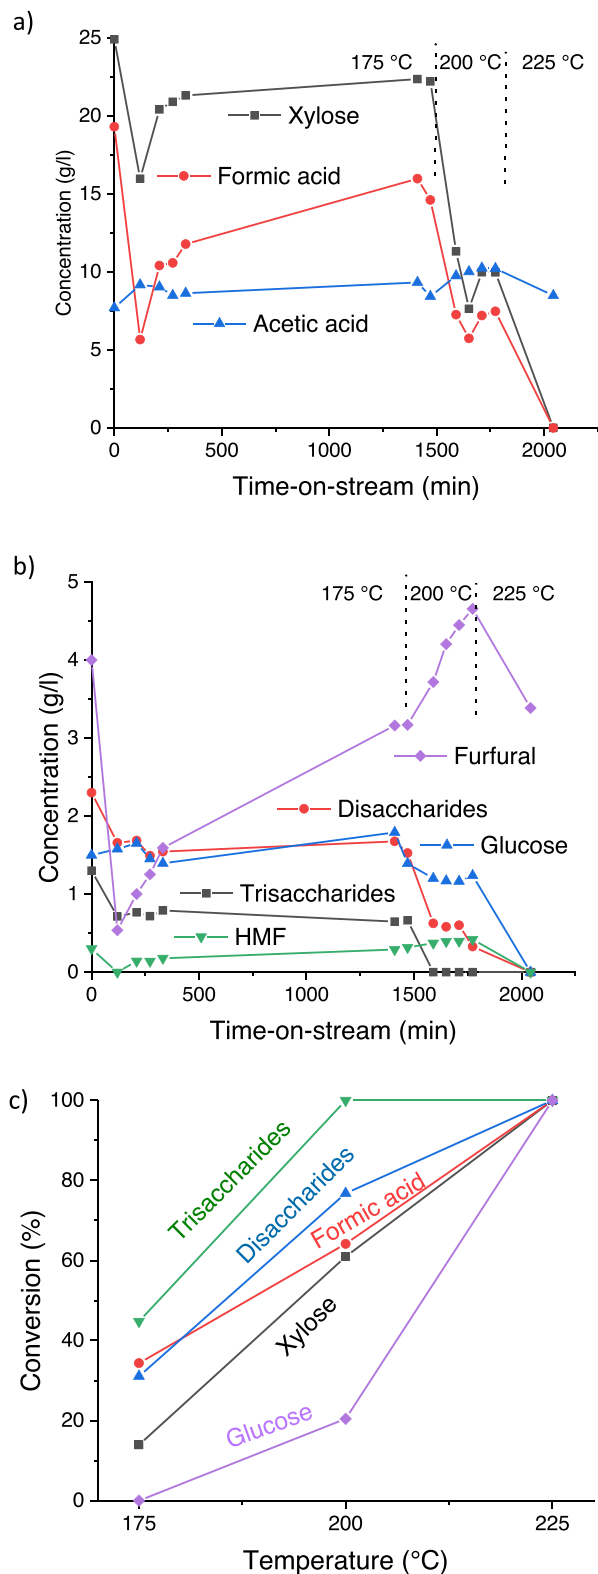 a)
25
20
15
10
5
0
Concentration (g/l)
175 °C
200 °C
225 °C
Xylose
Formic acid
Acetic acid
0
500
1000
1500
2000
Time-on-stream (min)
b)
5
4
3
2
1
0
Concentration (g/l)
175 °C
200 °C
225 °C
Furfural
Disaccharides
Glucose
Trisaccharides
HMF
0
500
1000
1500
2000
Time-on-stream (min)
c)
100
80
60
40
20
0
Conversion (%)
Trisaccharides
Disaccharides
Formic acid
Xylose
Glucose
175
200
225
Temperature (°C)